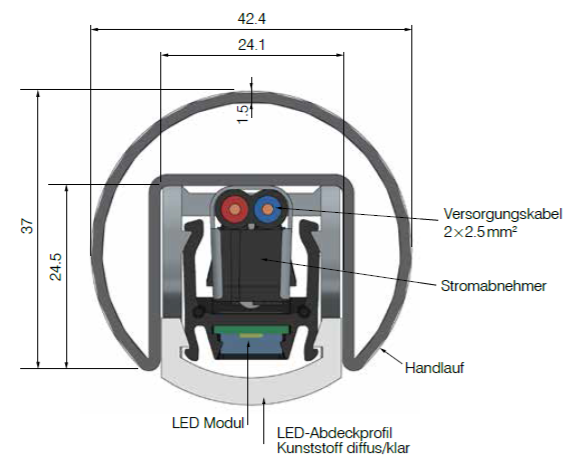 42.4
24.1
1.5
37
24.5
Versorgungskabel
2×2.5 mm²
Stromabnehmer
Handlauf
LED Modul
LED-Abdeckprofil
Kunststoff diffus/klar